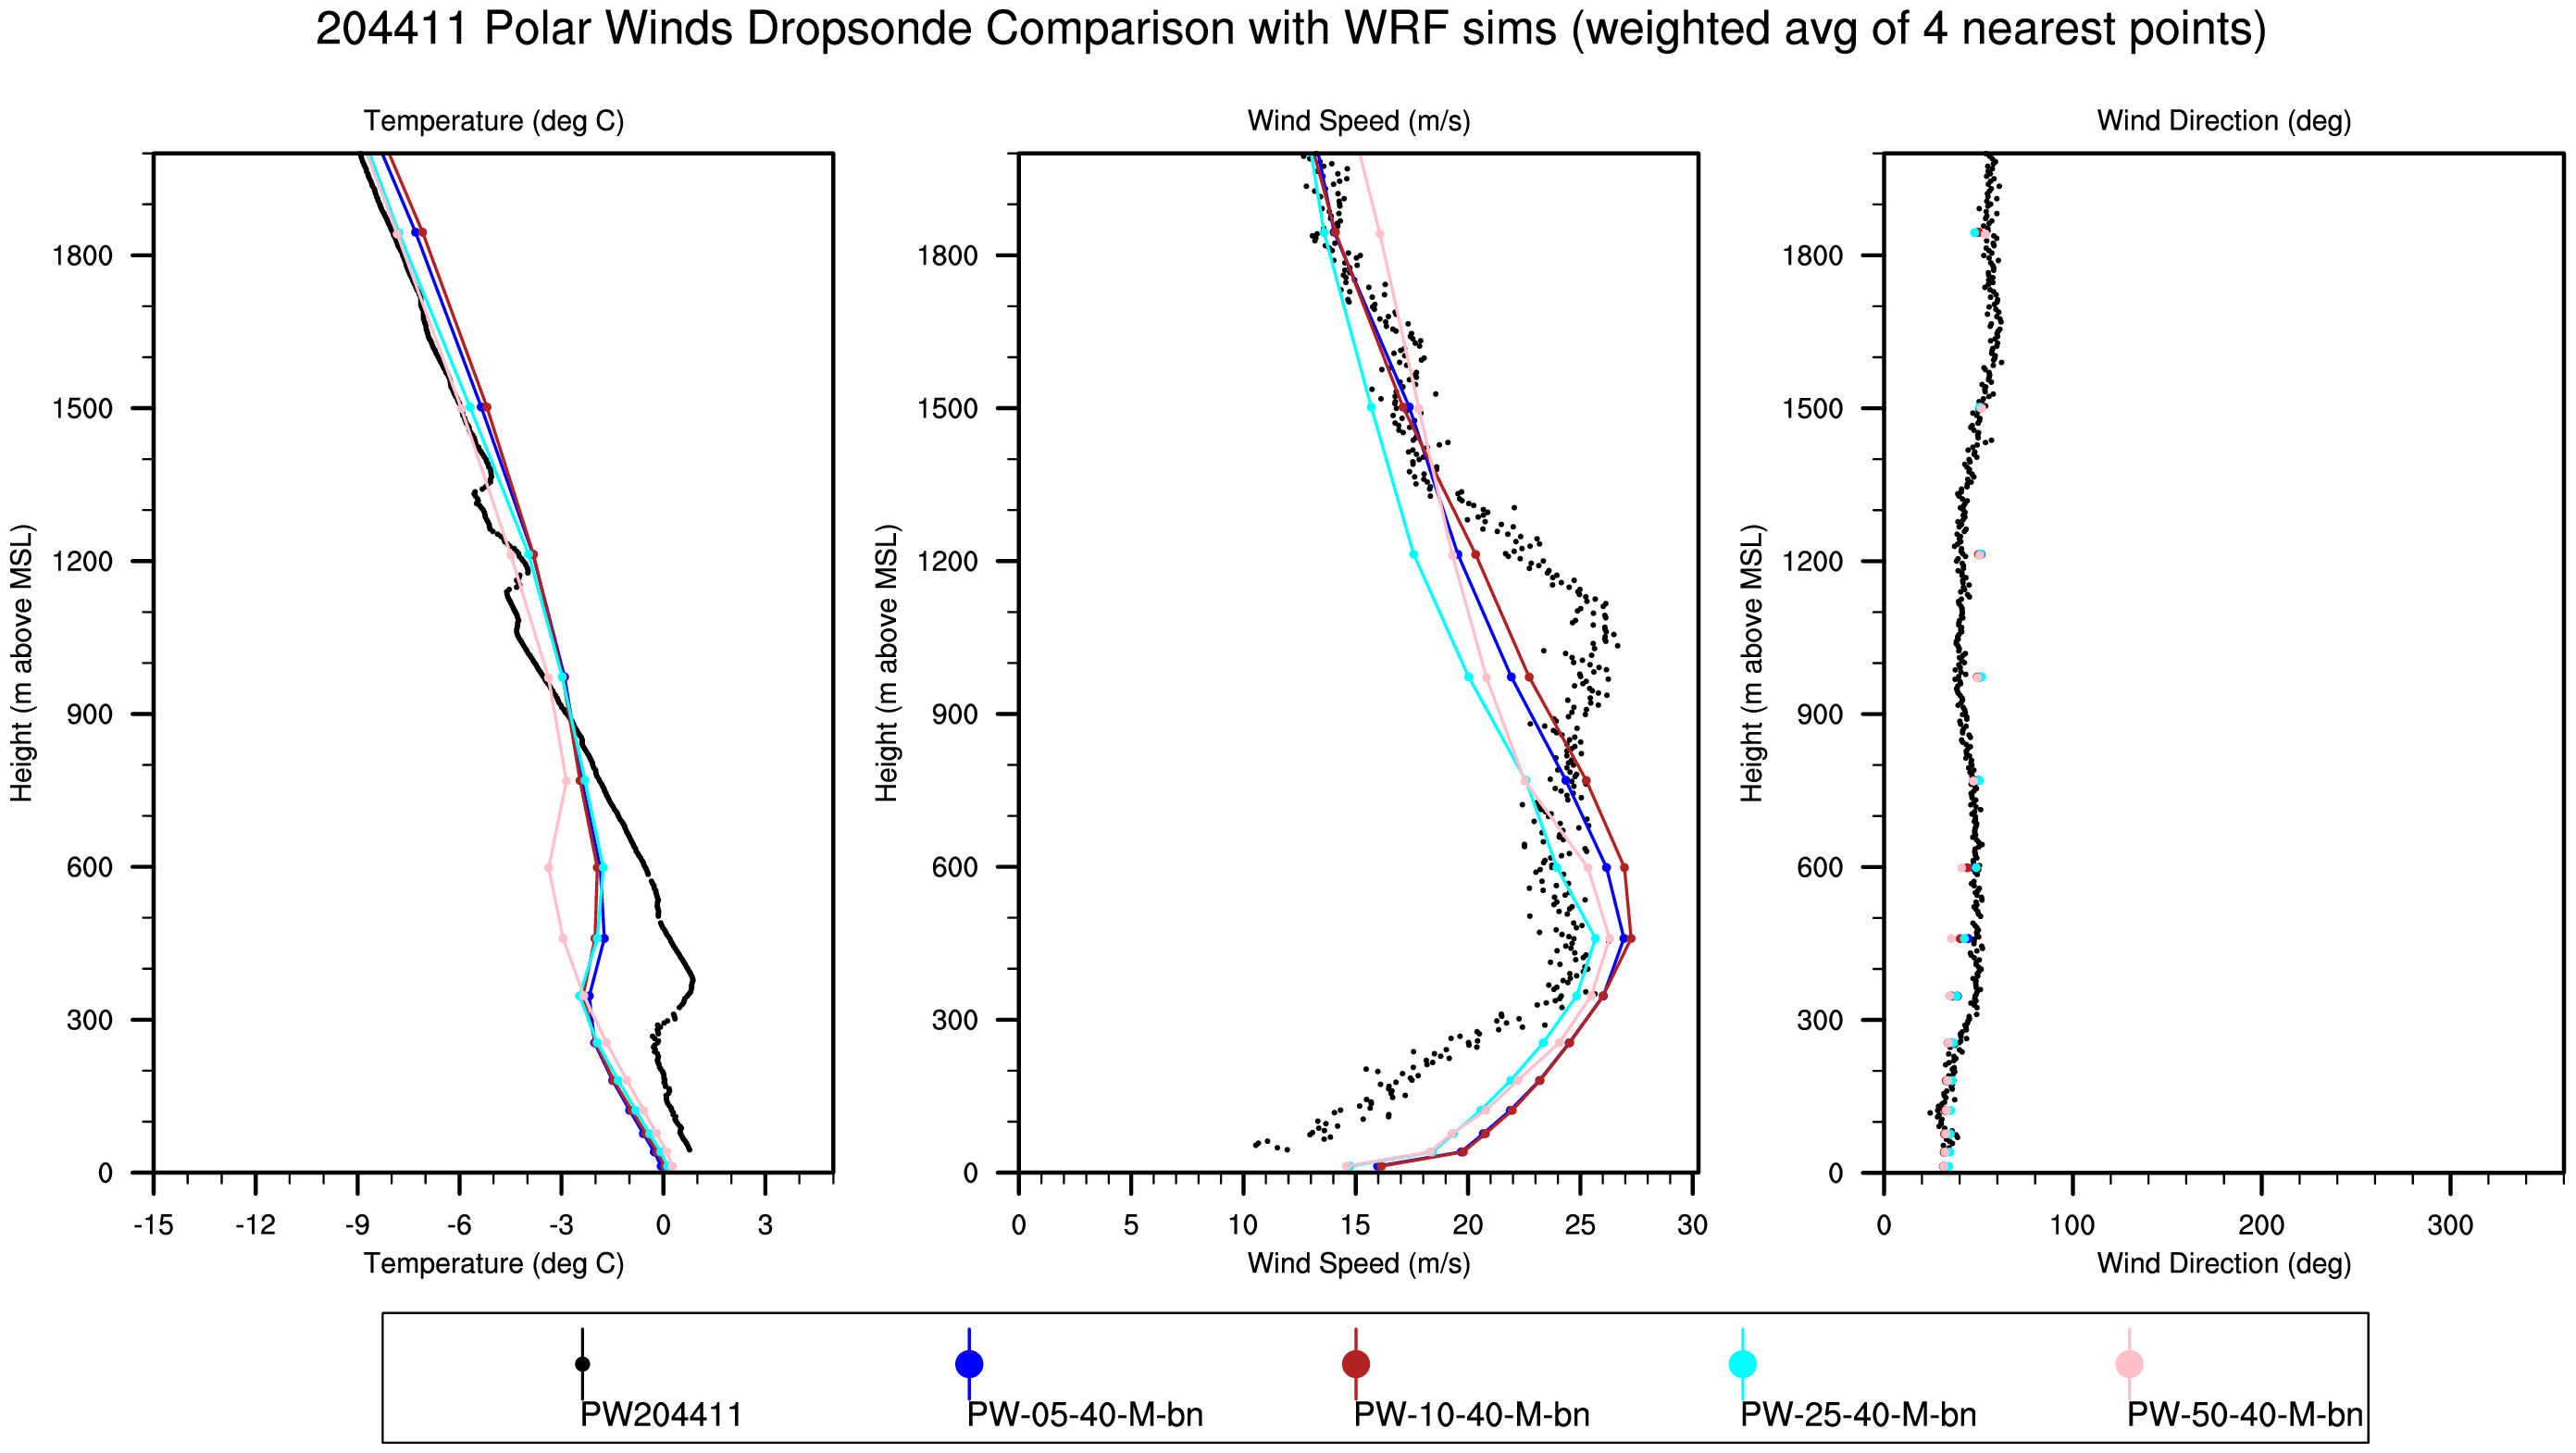 204411 Polar Winds Dropsonde Comparison with WRF sims (weighted avg of 4 nearest points)
Temperature (deg C)
Wind Speed (m/s)
Wind Direction (deg)
Height (m above MSL)
1800
1500
1200
900
600
300
0
-15 -12 -9 -6 -3 0 3
Temperature (deg C)
Height (m above MSL)
1800
1500
1200
900
600
300
0
0 5 10 15 20 25 30
Wind Speed (m/s)
Height (m above MSL)
1800
1500
1200
900
600
300
0
0 100 200 300
Wind Direction (deg)
PW204411
PW-05-40-M-bn
PW-10-40-M-bn
PW-25-40-M-bn
PW-50-40-M-bn